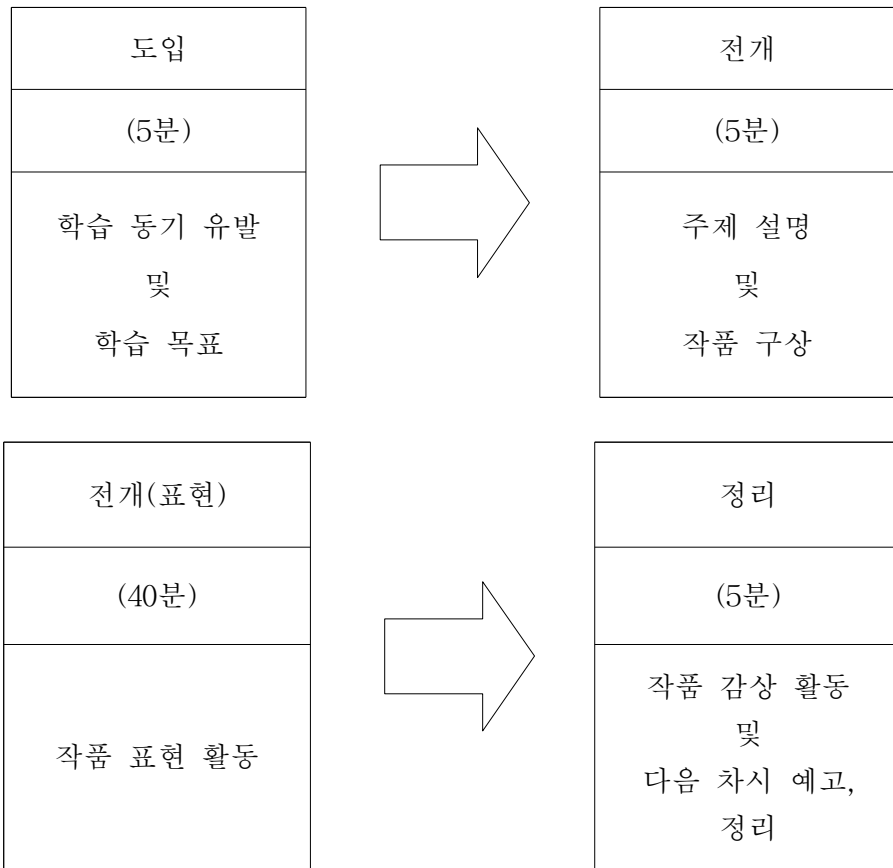 도입
(5분)
학습 동기 유발
및
학습 목표
전개
(5분)
주제 설명
및
작품 구상
전개(표현)
(40분)
작품 표현 활동
정리
(5분)
작품 감상 활동
및
다음 차시 예고,
정리